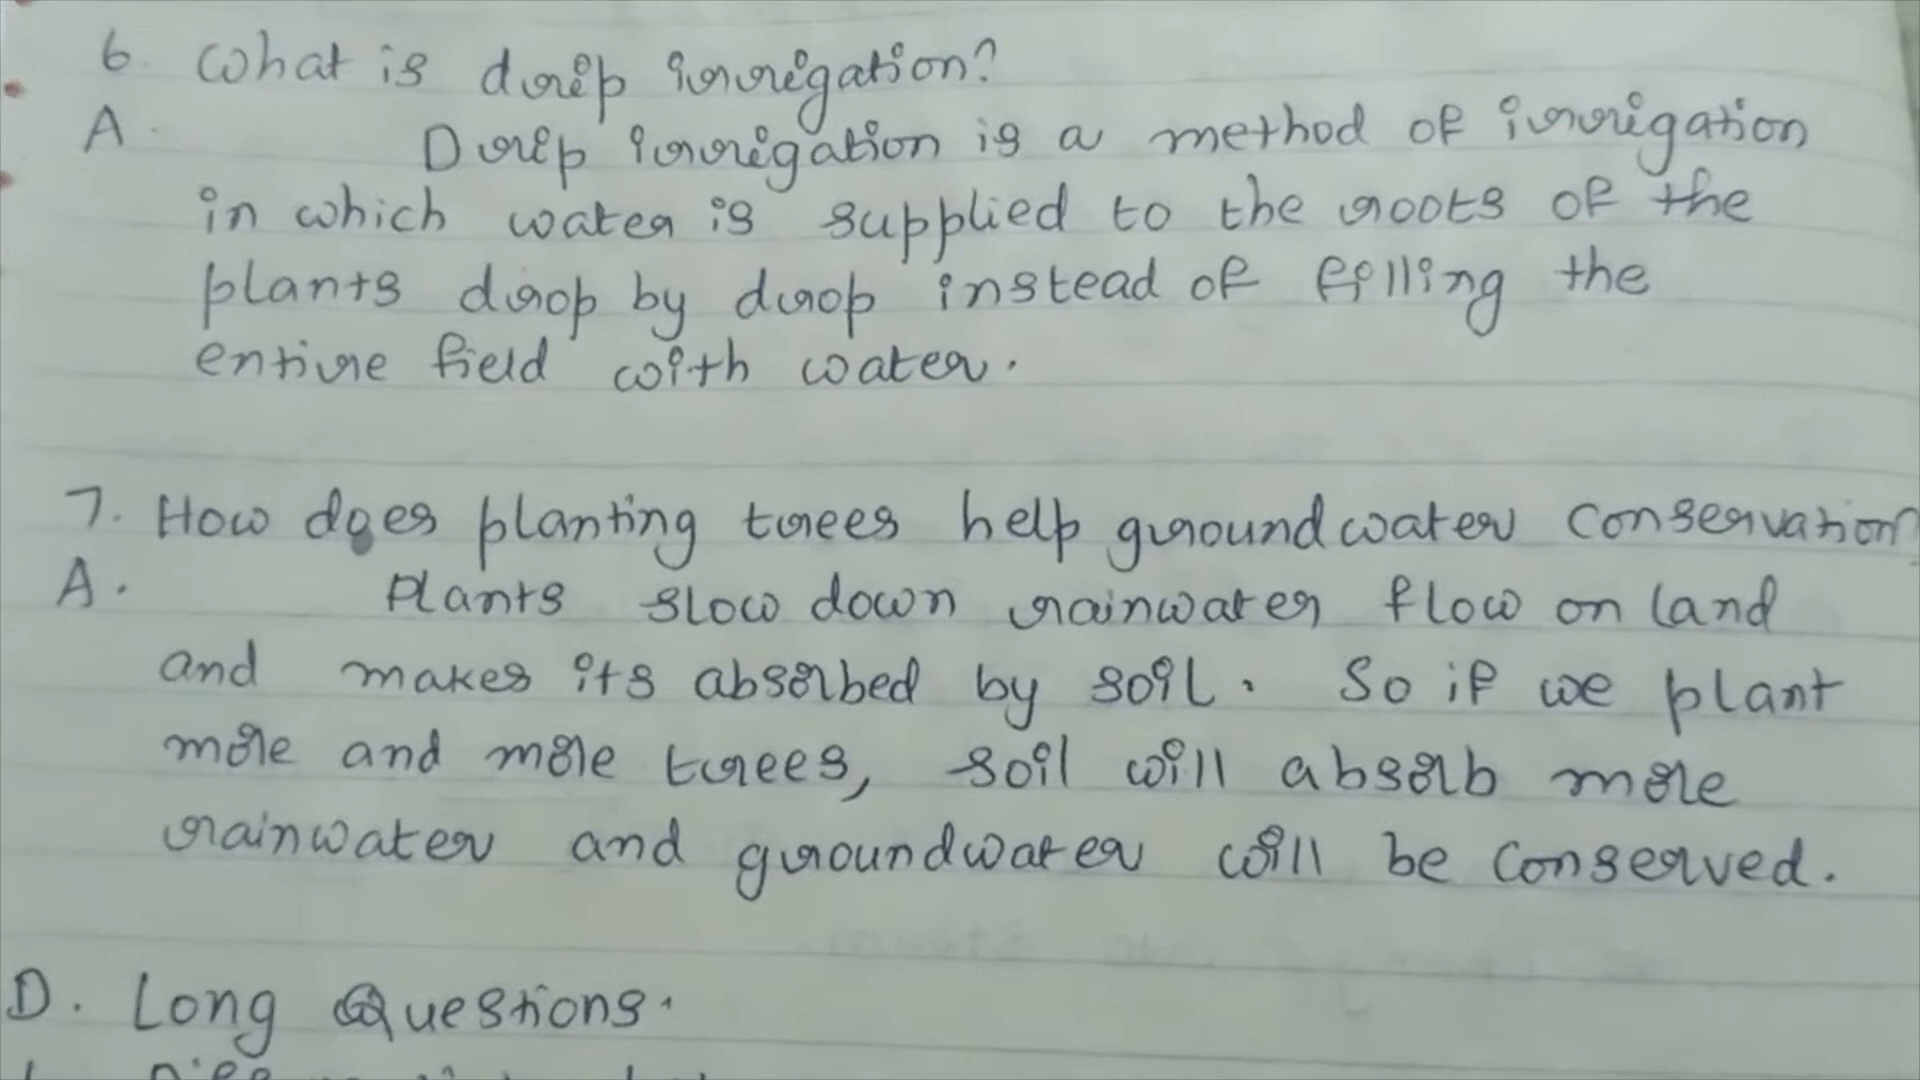 6. What is drip irrigation?
A. Drip irrigation is a method of irrigation
in which water is supplied to the roots of the
plants drop by drop instead of filling the
entire field with water.
7. How does planting trees help groundwater conservation?
A. Plants slow down rainwater flow on land
and makes its absorbed by soil. So if we plant
more and more trees, soil will absorb more
rainwater and groundwater will be conserved.
D. Long Questions.